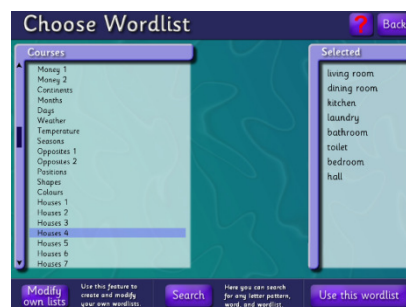 Choose Wordlist
?
Back
Courses
Money 1
Money 2
Continents
Months
Days
Weather
Temperature
Seasons
Opposites 1
Opposites 2
Positions
Shapes
Colours
Houses 1
Houses 2
Houses 3
Houses 4
Houses 5
Houses 6
Houses 7
Selected
living room
dining room
kitchen
laundry
bathroom
toilet
bedroom
hall
Modify
own lists
Use this feature to
create and modify
your own wordlists.
Search
Here you can search
for any letter pattern,
word, and wordlist.
Use this wordlist